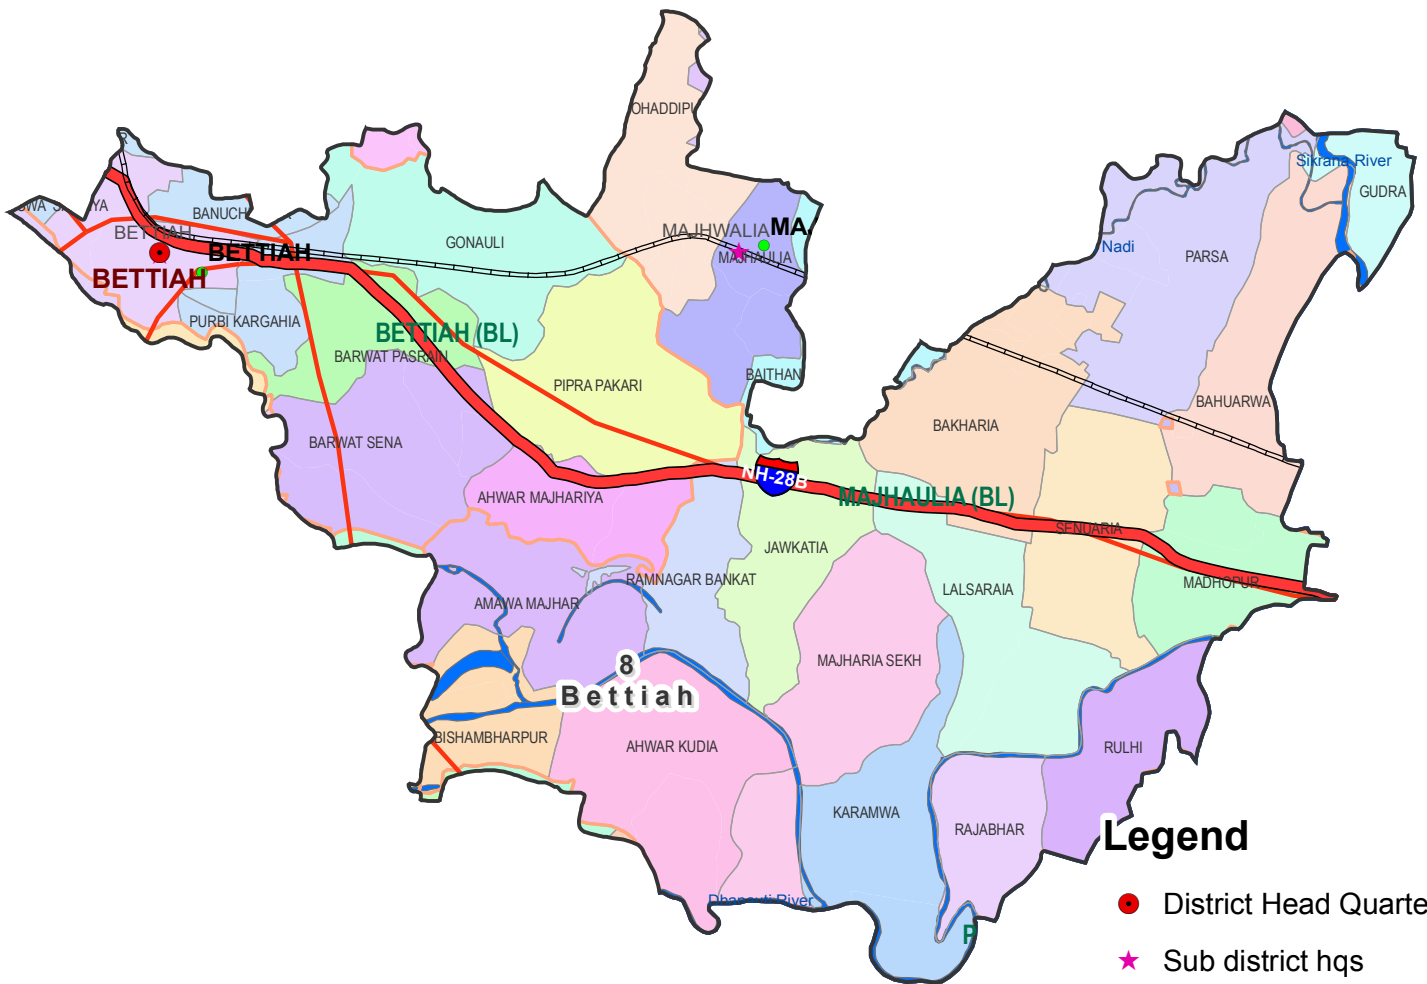 OHADDIPU
Sikrana River
GUDRA
BANUCH
BETTIAH
MAJHWALIA
MA
GONAULI
Nadi
PARSA
BETTIAH
MAJHAULIA
BETTIAH
PURBI KARGAHIA
BETTIAH (BL)
BARWAT PASRAIN
BAITHAN
PIPRA PAKARI
BAHUARWA
BAKHARIA
BARWAT SENA
NH-28B
AHWAR MAJHARIYA
MAJHAULIA (BL)
SENUARIA
JAWKATIA
RAMNAGAR BANKAT
MADHOPUR
LALSARAIA
AMAWA MAJHAR
8
Bettiah
MAJHARIA SEKH
BISHAMBHARPUR
AHWAR KUDIA
RULHI
KARAMWA
RAJABHAR
Legend
Dhanauti River
District Head Quarte
P
Sub district hqs